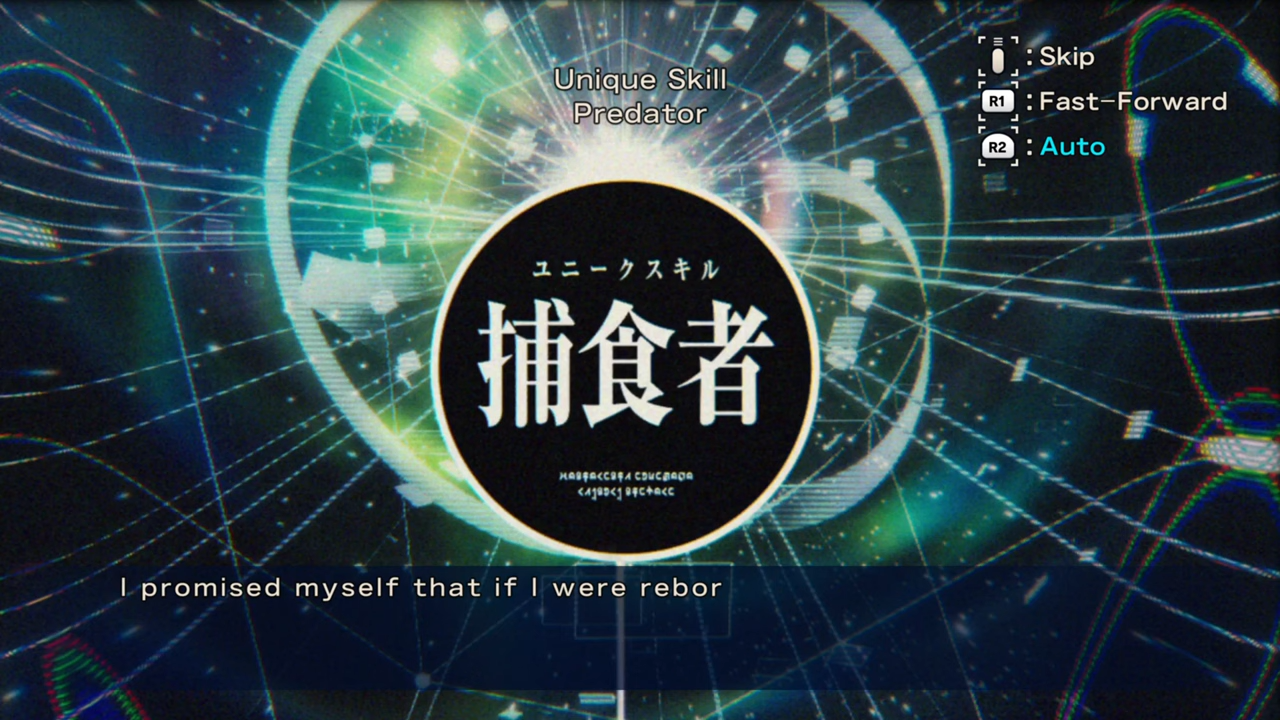 Unique Skill
Predator
: Skip
R1 : Fast-Forward
R2 : Auto
ユニークスキル
捕食者
I promised myself that if I were rebor